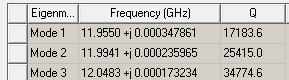 Eigenm... Frequency (GHz) Q
Mode 1 11.9550 +j 0.000347861 17183.6
Mode 2 11.9941 +j 0.000235965 25415.0
Mode 3 12.0483 +j 0.000173234 34774.6